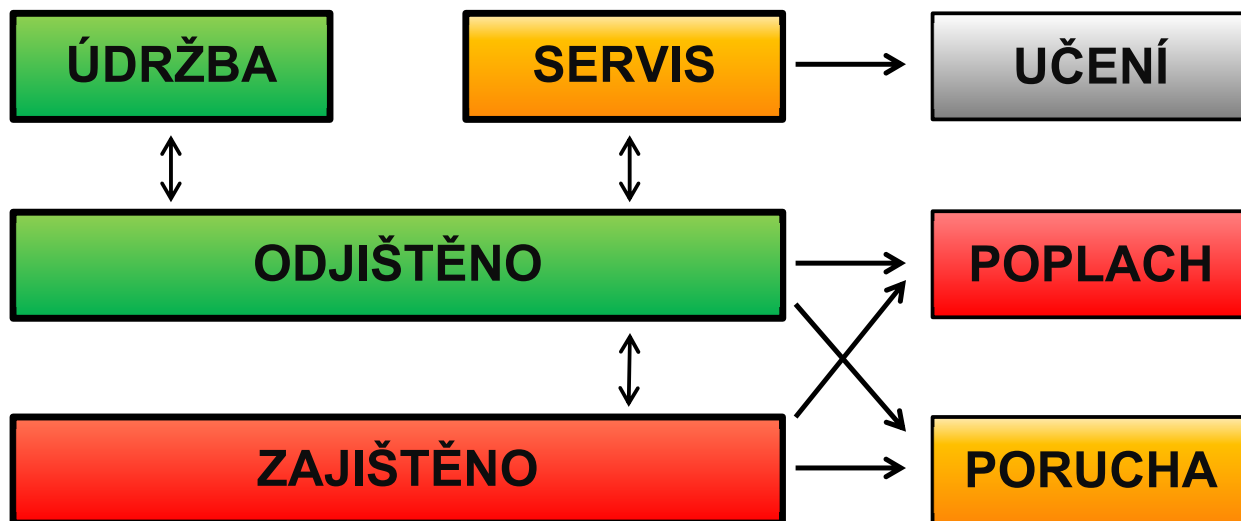 ÚDRŽBA
SERVIS
UČENÍ
ODJIŠTĚNO
POPLACH
ZAJIŠTĚNO
PORUCHA